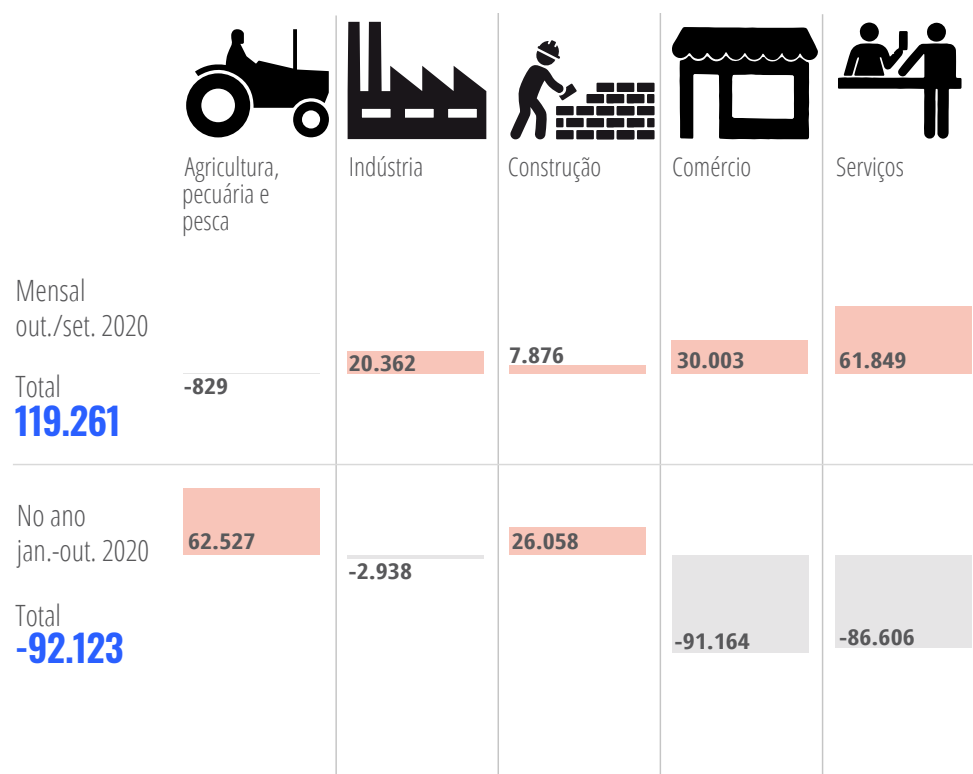 Agricultura,
pecuária e
pesca
Indústria
Construção
Comércio
Serviços
Mensal
out./set. 2020
Total
119.261
-829
20.362
7.876
30.003
61.849
No ano
jan.-out. 2020
Total
-92.123
62.527
-2.938
26.058
-91.164
-86.606